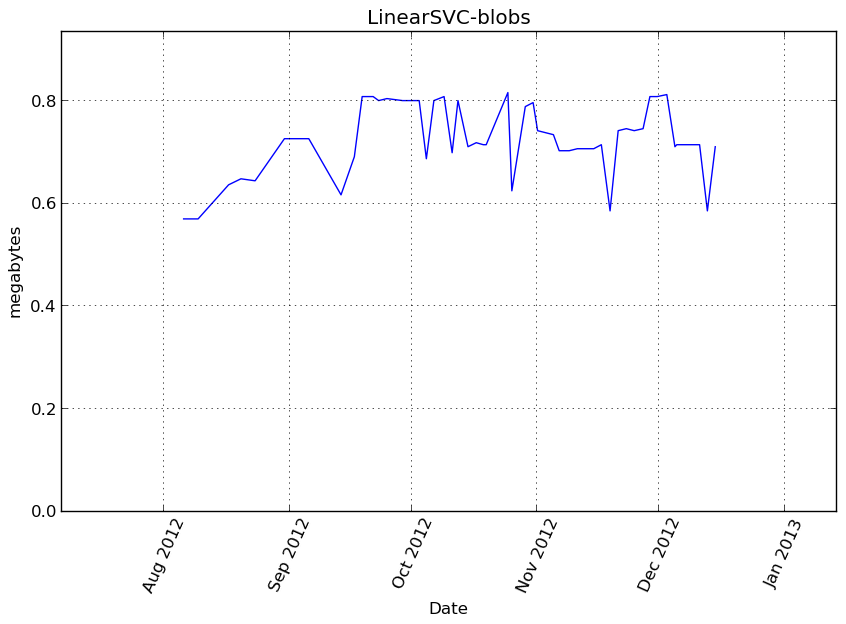 LinearSVC-blobs
megabytes
0.8
0.6
0.4
0.2
0.0
Aug 2012
Sep 2012
Oct 2012
Nov 2012
Dec 2012
Jan 2013
Date